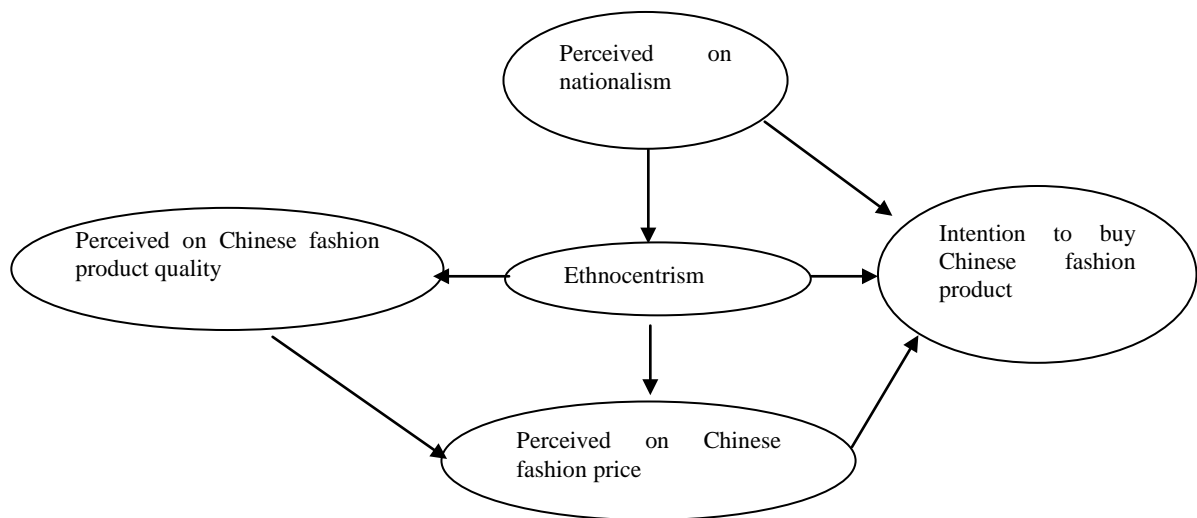 Perceived on
nationalism
Perceived on Chinese fashion
product quality
Ethnocentrism
Intention to buy
Chinese fashion
product
Perceived on Chinese
fashion price